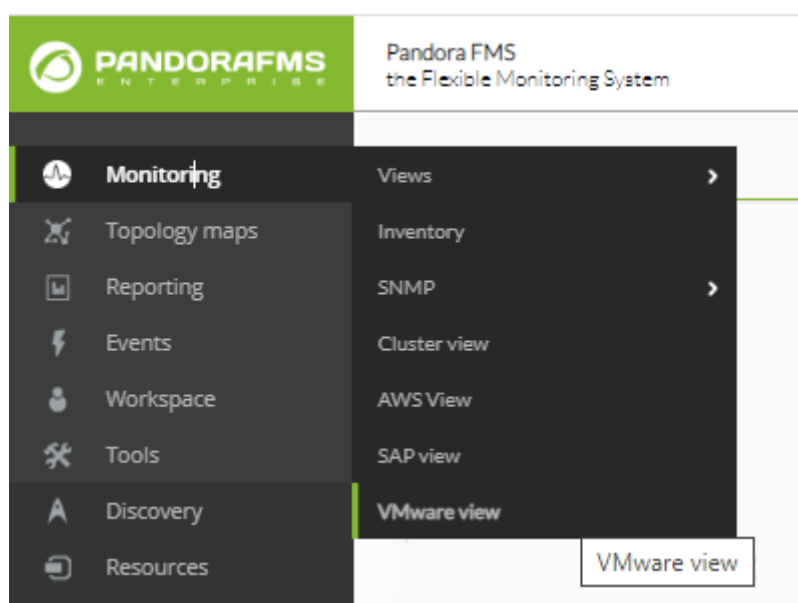 PANDORAFMS
ENTERPRISE
Pandora FMS
the Flexible Monitoring System
Monitoring
Topology maps
Reporting
Events
Workspace
Tools
Discovery
Resources
Views
Inventory
SNMP
Cluster view
AWS View
SAP view
VMware view
VMware view